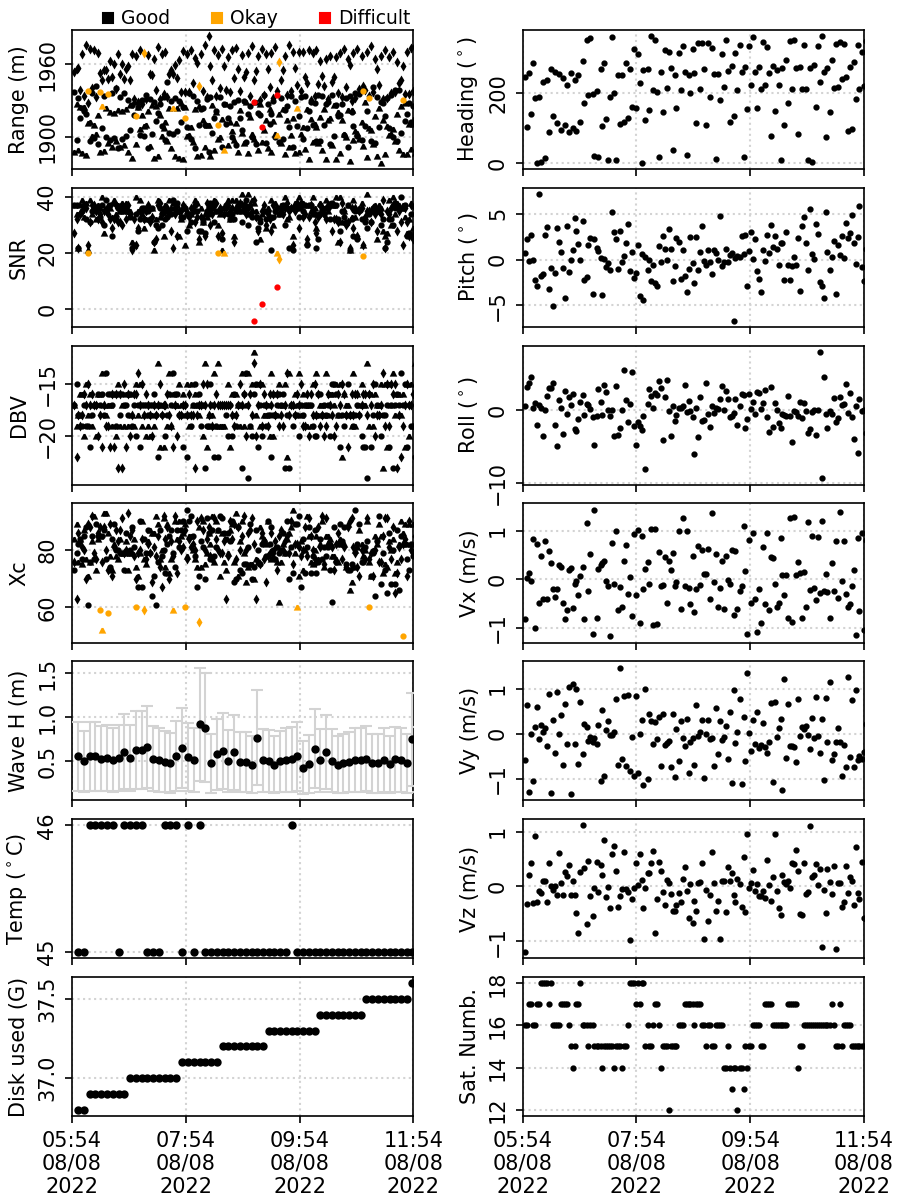 Good Okay Difficult
Range (m)
1960
1900
Heading (°)
200
0
SNR
40
20
0
Pitch (°)
5
0
−5
DBV
−15
−20
Roll (°)
0
−10
Xc
80
60
Vx (m/s)
1
0
−1
Wave H (m)
1.5
1.0
0.5
Vy (m/s)
1
0
−1
Temp (°C)
46
45
Vz (m/s)
1
0
−1
Disk used (G)
37.5
37.0
Sat. Numb.
18
16
14
12
05:54 07:54 09:54 11:54 05:54 07:54 09:54 11:54
08/08 08/08 08/08 08/08 08/08 08/08 08/08 08/08
2022 2022 2022 2022 2022 2022 2022 2022